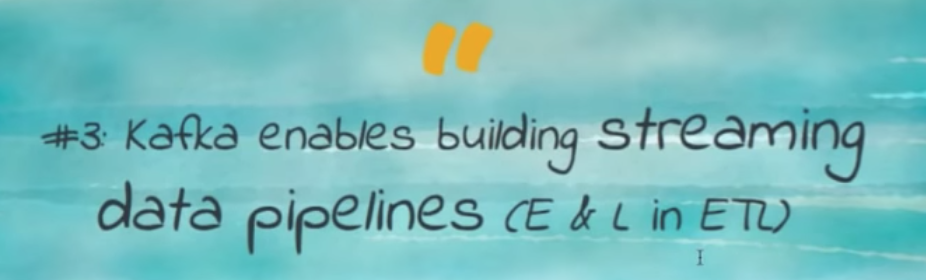 "
#3: Kafka enables building streaming
data pipelines (E & L in ETL)